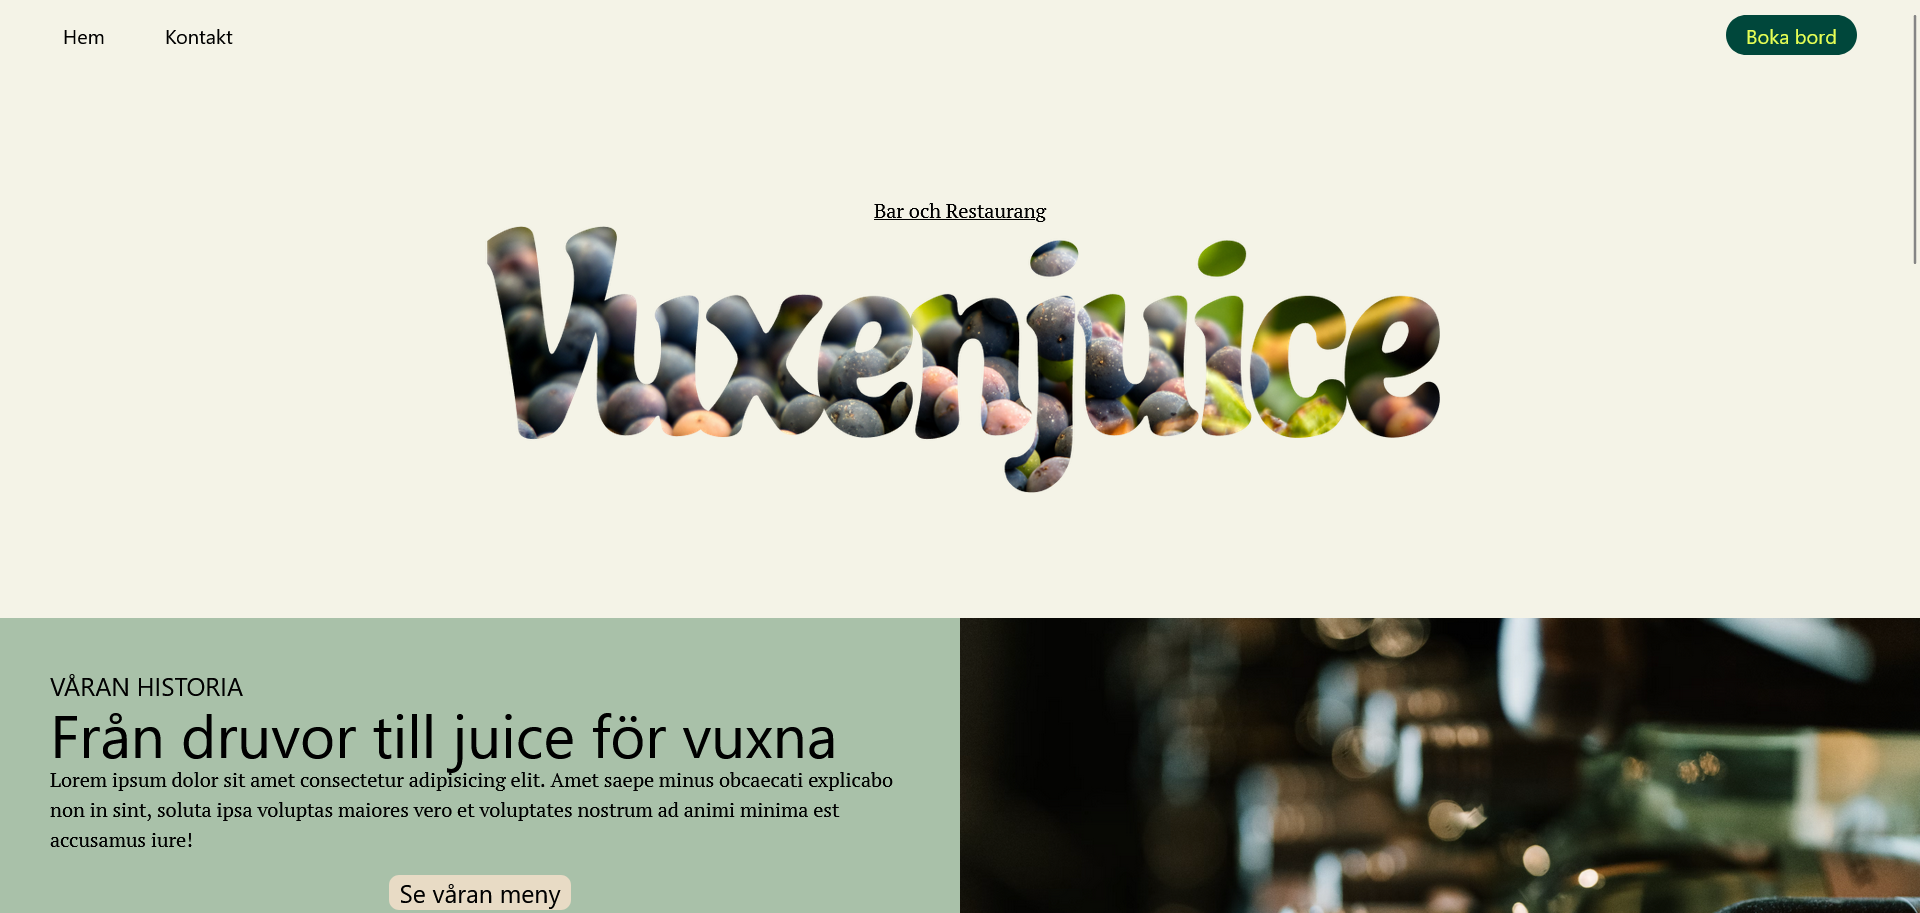 Hem
Kontakt
Boka bord
Bar och Restaurang
Vuxenjuice
VÅRAN HISTORIA
Från druvor till juice för vuxna
Lorem ipsum dolor sit amet consectetur adipisicing elit. Amet saepe minus obcaecati explicabo
non in sint, soluta ipsa voluptas maiores vero et voluptates nostrum ad animi minima est
accusamus iure!
Se våran meny